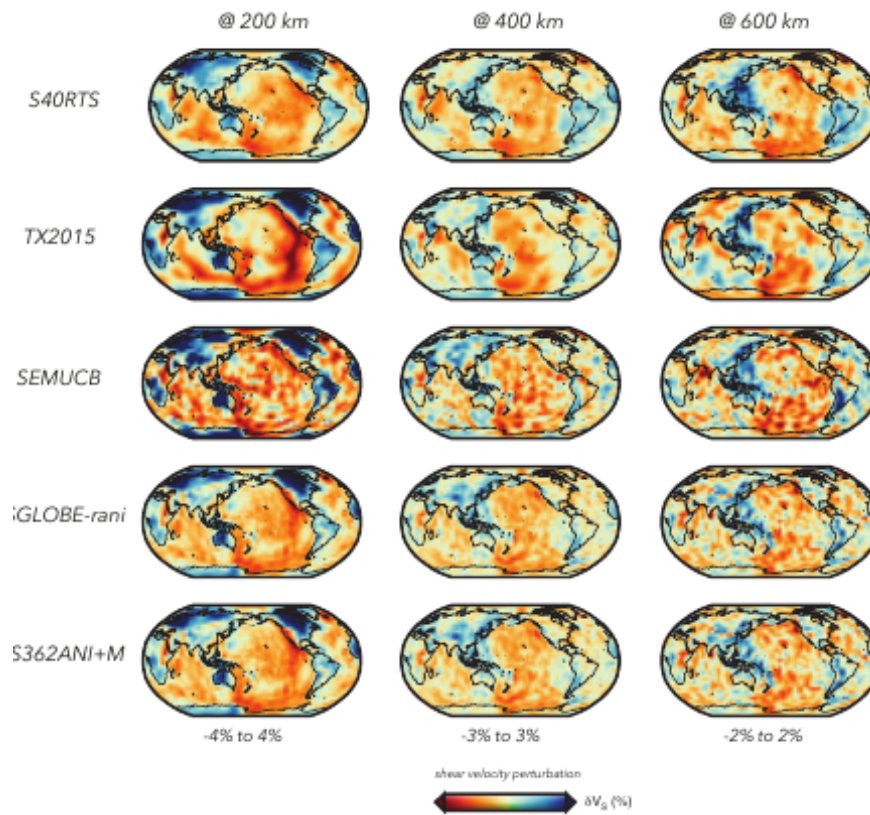 @ 200 km @ 400 km @ 600 km
S40RTS
TX2015
SEMUCB
SGLOBE-rani
S362ANI+M
-4% to 4% -3% to 3% -2% to 2%
shear velocity perturbation
δVs (%)